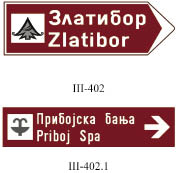 Златибор
Zlatibor
III-402
Прибојска бања
Priboj Spa
III-402.1